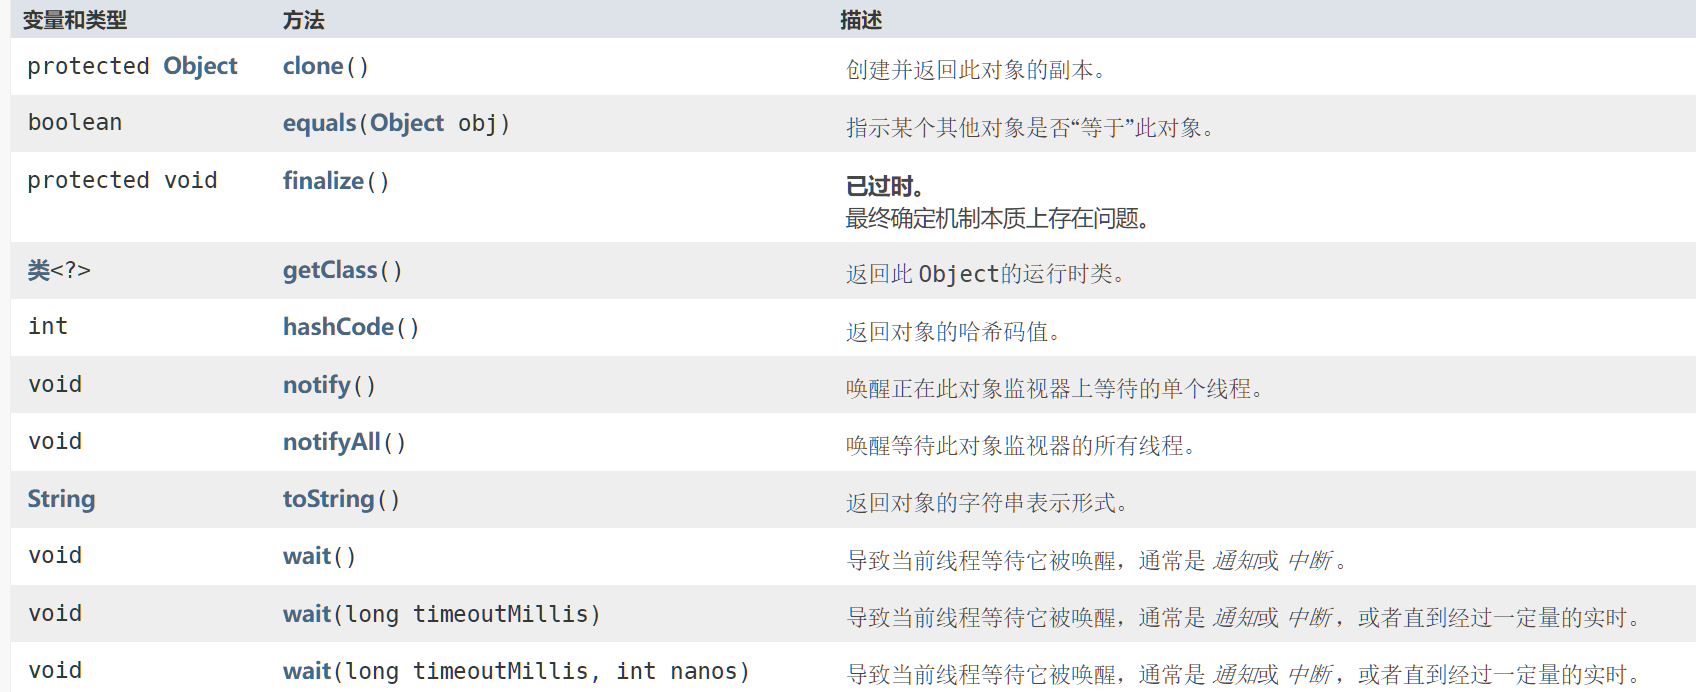 变量和类型 方法 描述
protected Object clone() 创建并返回此对象的副本。
boolean equals(Object obj) 指示某个其他对象是否“等于”此对象。
protected void finalize() 已过时。
最终确定机制本质上存在问题。
类<?> getClass() 返回此 Object的运行时类。
int hashCode() 返回对象的哈希码值。
void notify() 唤醒正在此对象监视器上等待的单个线程。
void notifyAll() 唤醒等待此对象监视器的所有线程。
String toString() 返回对象的字符串表示形式。
void wait() 导致当前线程等待它被唤醒，通常是 通知或 中断 。
void wait(long timeoutMillis) 导致当前线程等待它被唤醒，通常是 通知或 中断 ，或者直到经过一定量的实时。
void wait(long timeoutMillis, int nanos) 导致当前线程等待它被唤醒，通常是 通知或 中断 ，或者直到经过一定量的实时。